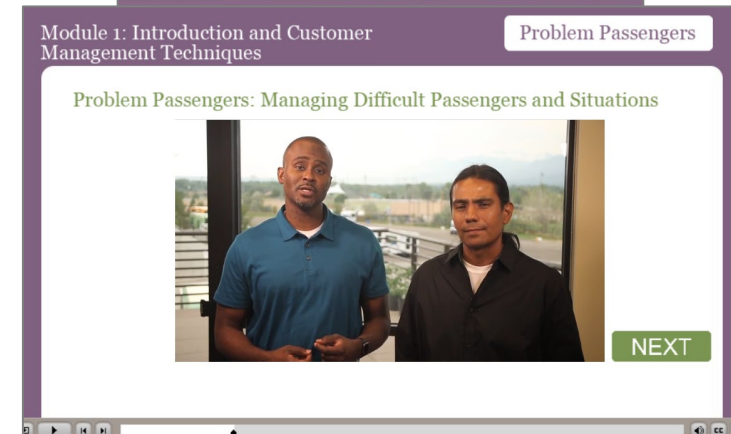 Module 1: Introduction and Customer
Management Techniques
Problem Passengers
Problem Passengers: Managing Difficult Passengers and Situations
NEXT
CC